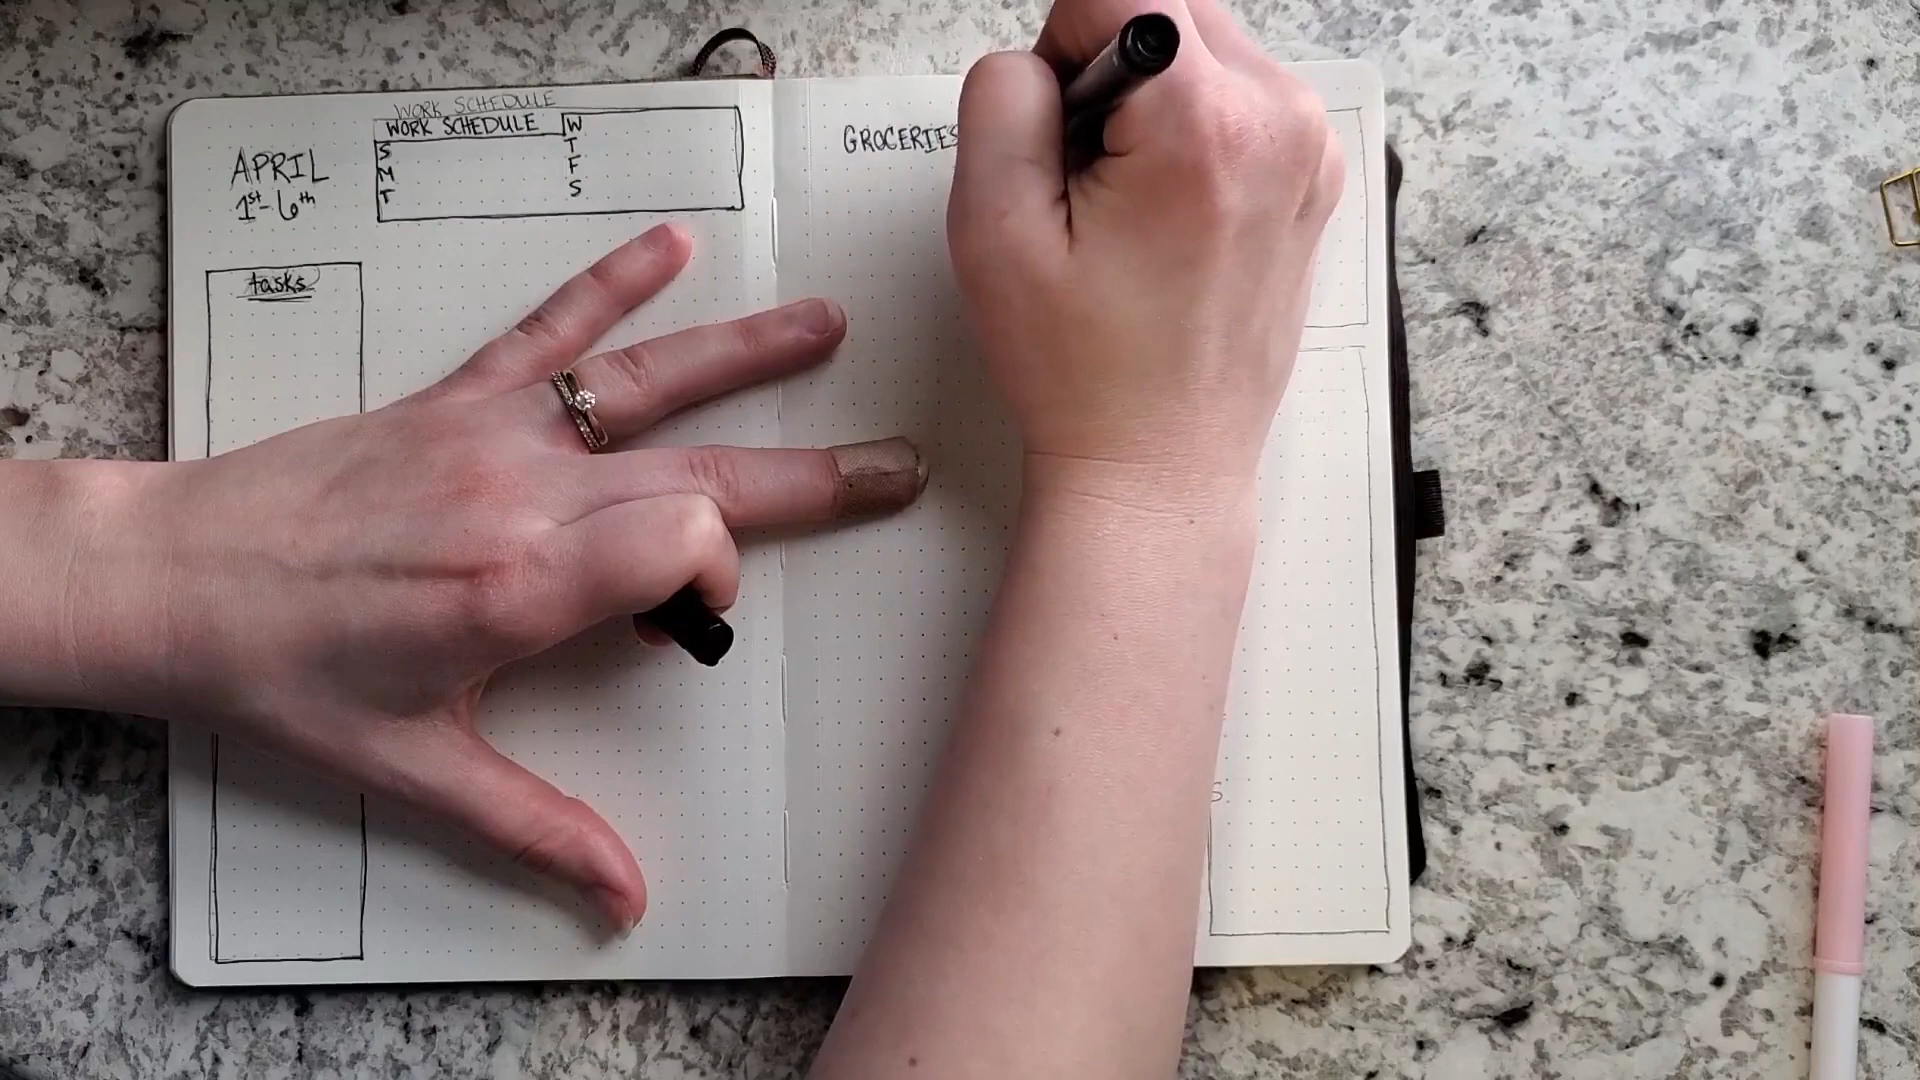 WORK SCHEDULE
WORK SCHEDULE
W
S
T
M
F
T
S
APRIL
1st - 6th
tasks
GROCERIES
S.